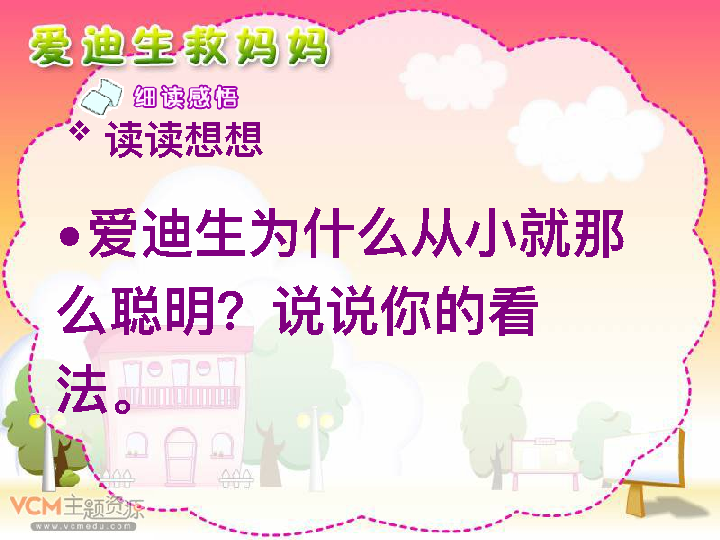 爱迪生救妈妈
细读感悟
❖ 读读想想
•爱迪生为什么从小就那
么聪明？说说你的看
法。
VCM主题资源
www.vcmedu.com